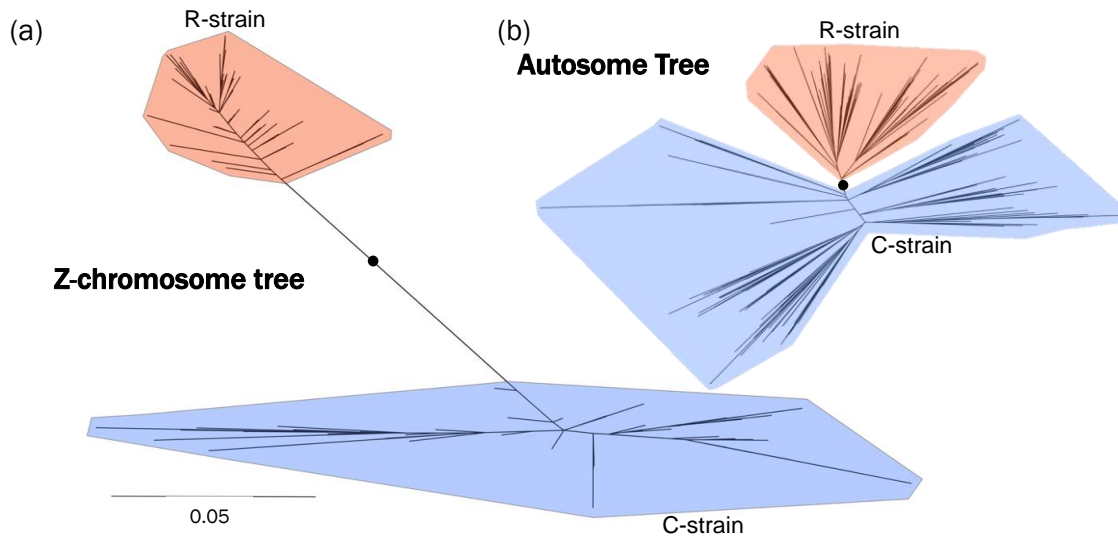 (a)
R-strain
Z-chromosome tree
C-strain
0.05
(b)
R-strain
Autosome Tree
C-strain